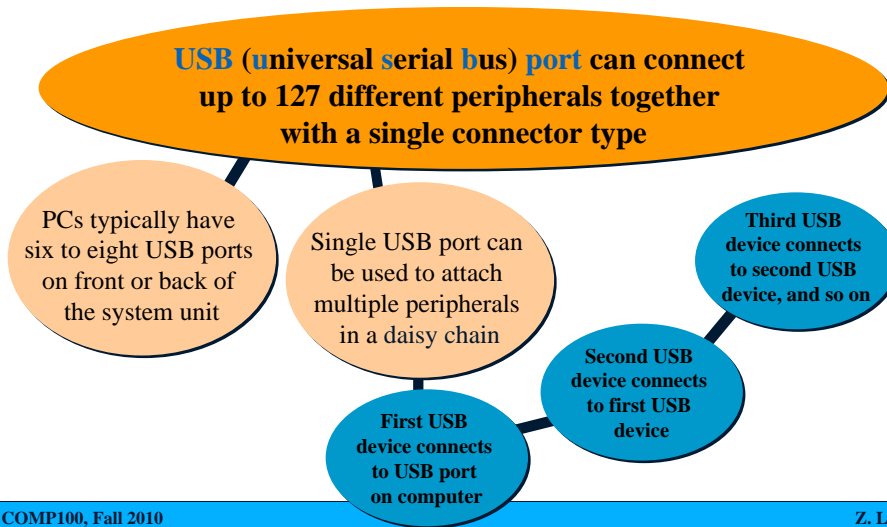 USB (universal serial bus) port can connect
up to 127 different peripherals together
with a single connector type
PCs typically have
six to eight USB ports
on front or back of
the system unit
Single USB port can
be used to attach
multiple peripherals
in a daisy chain
First USB
device connects
to USB port
on computer
Second USB
device connects
to first USB
device
Third USB
device connects
to second USB
device, and so on
COMP100, Fall 2010
Z. L